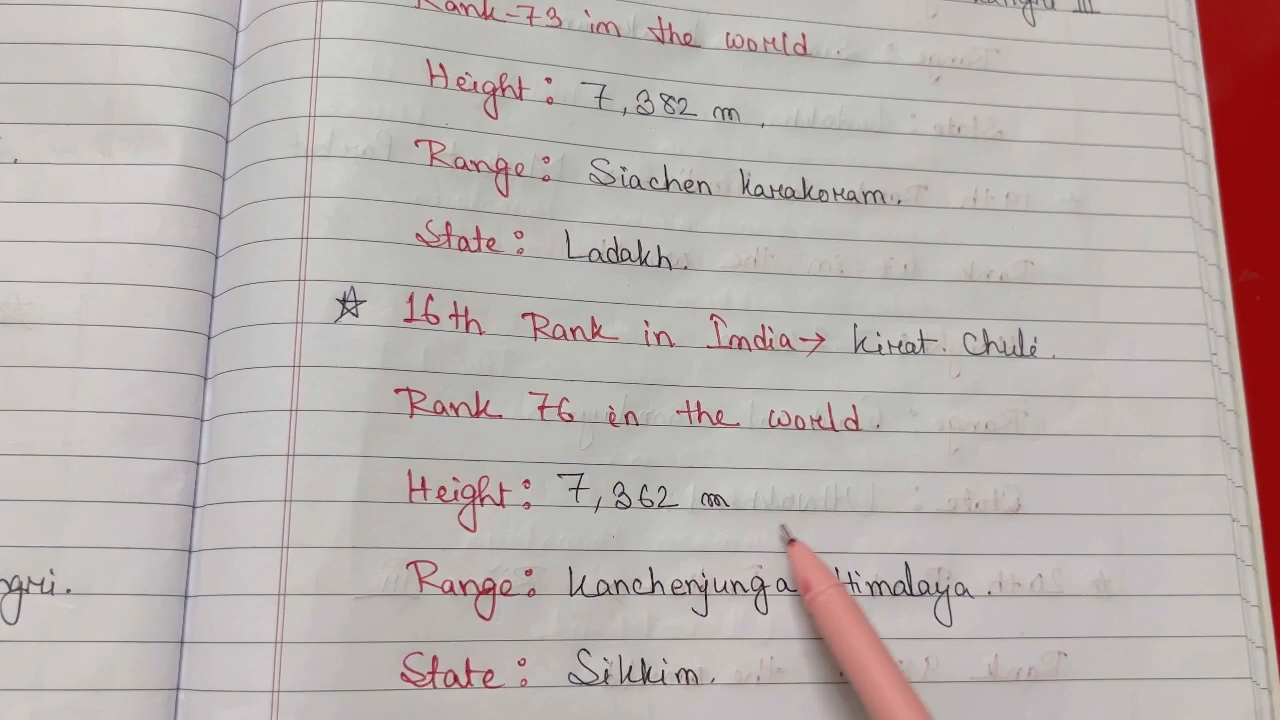 Rank-73 in the world.
Height: 7,382 m.
Range: Siachen Karakoram.
State: Ladakh.
☆ 16th Rank in India→ Kirat. Chuli.
Rank 76 in the world.
Height: 7,362 m
Range: Kanchenjunga Himalaya.
State: Sikkim.